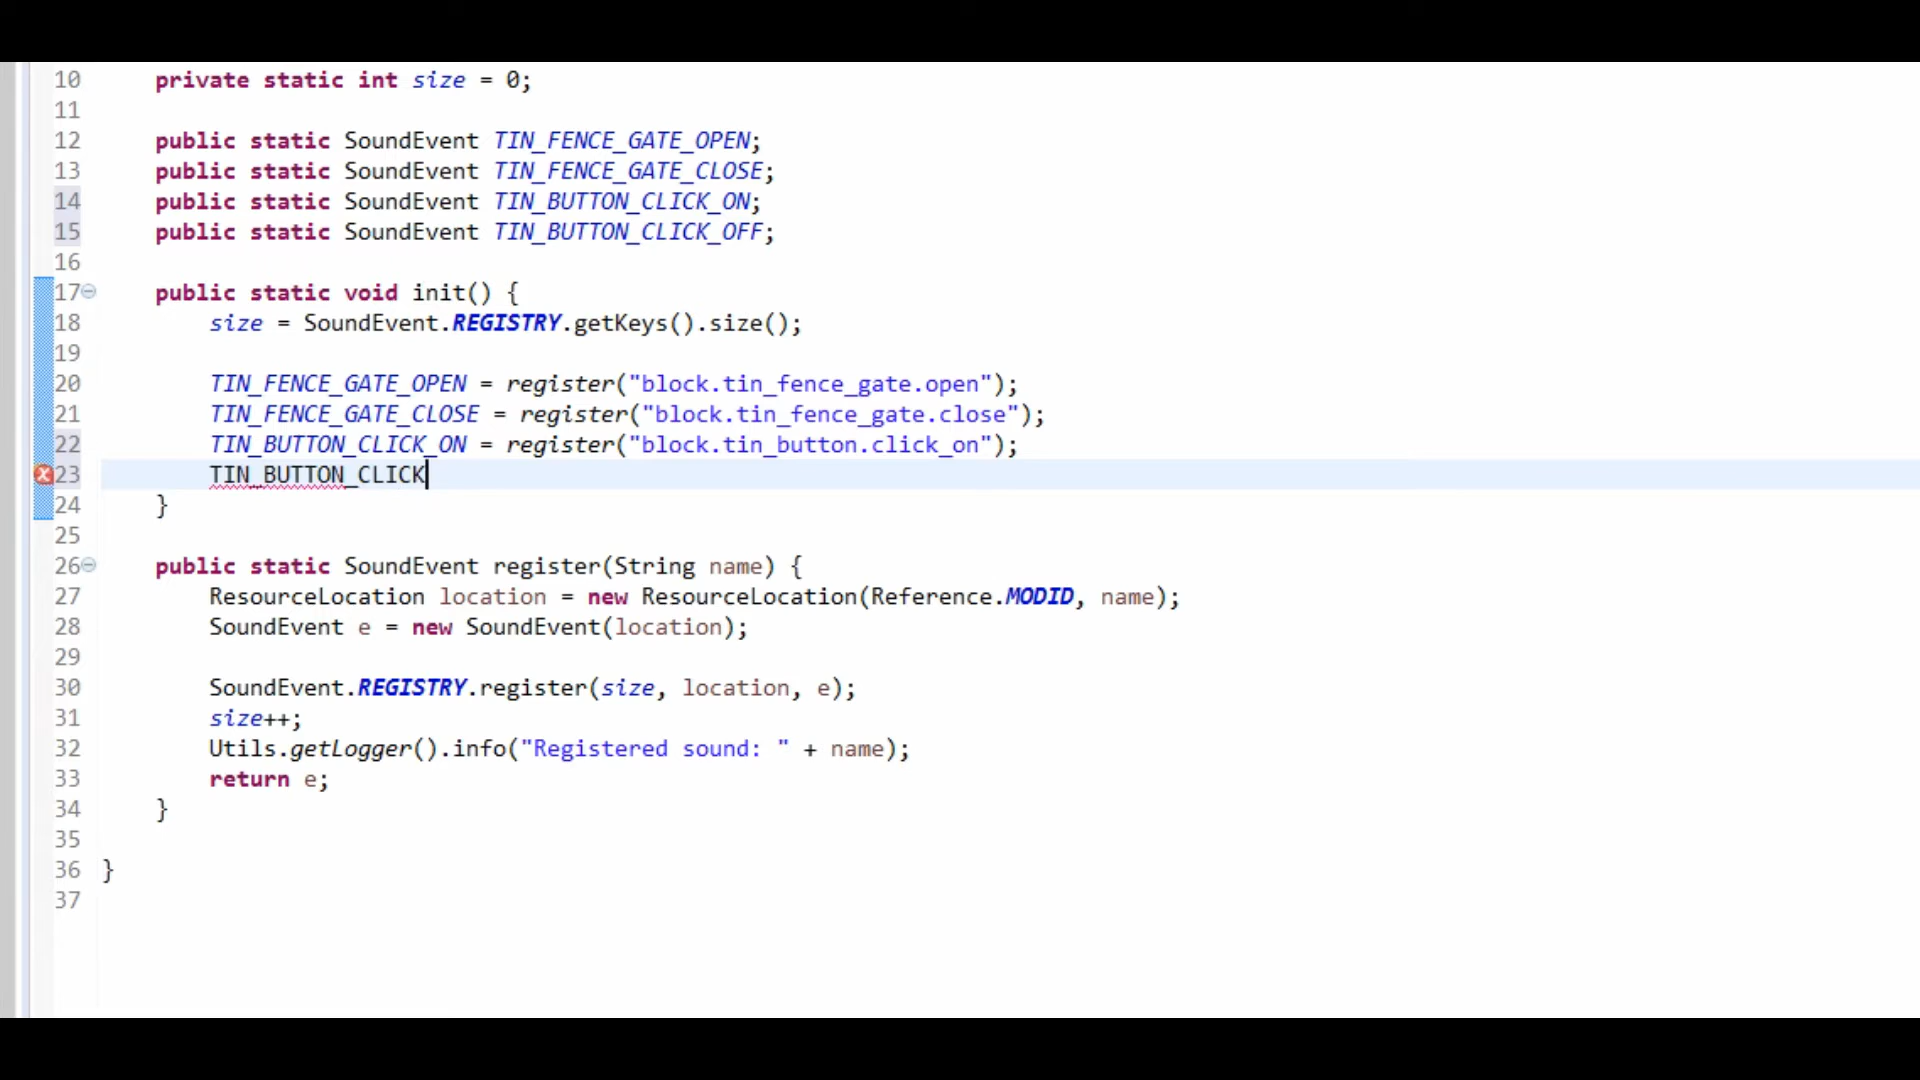 10 private static int size = 0;
11
12 public static SoundEvent TIN_FENCE_GATE_OPEN;
13 public static SoundEvent TIN_FENCE_GATE_CLOSE;
14 public static SoundEvent TIN_BUTTON_CLICK_ON;
15 public static SoundEvent TIN_BUTTON_CLICK_OFF;
16
17 public static void init() {
18 size = SoundEvent.REGISTRY.getKeys().size();
19
20 TIN_FENCE_GATE_OPEN = register("block.tin_fence_gate.open");
21 TIN_FENCE_GATE_CLOSE = register("block.tin_fence_gate.close");
22 TIN_BUTTON_CLICK_ON = register("block.tin_button.click_on");
23 TIN_BUTTON_CLICK
24 }
25
26 public static SoundEvent register(String name) {
27 ResourceLocation location = new ResourceLocation(Reference.MODID, name);
28 SoundEvent e = new SoundEvent(location);
29
30 SoundEvent.REGISTRY.register(size, location, e);
31 size++;
32 Utils.getLogger().info("Registered sound: " + name);
33 return e;
34 }
35
36 }
37